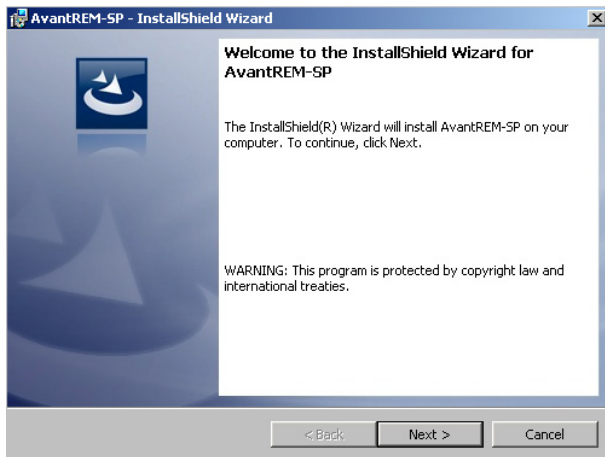 AvantREM-SP - InstallShield Wizard
Welcome to the InstallShield Wizard for
AvantREM-SP
The InstallShield(R) Wizard will install AvantREM-SP on your
computer. To continue, click Next.
WARNING: This program is protected by copyright law and
international treaties.
< Back Next > Cancel